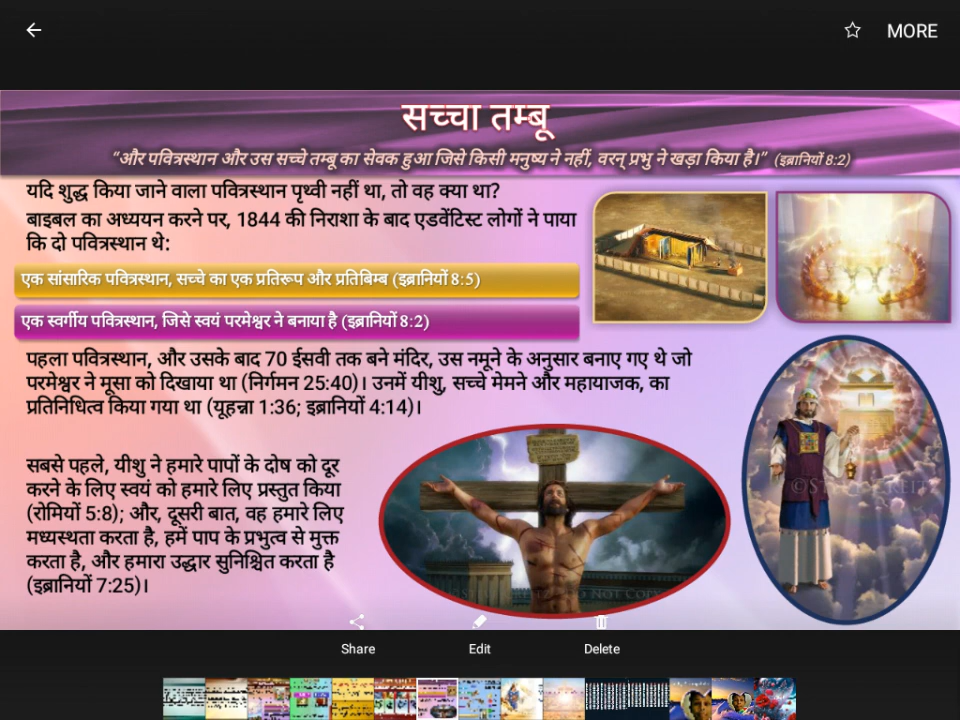 MORE
सच्चा तम्बू
“और पवित्रस्थान और उस सच्चे तम्बू का सेवक हुआ जिसे किसी मनुष्य ने नहीं, वरन् प्रभु ने खड़ा किया है।” (इब्रानियों 8:2)
यदि शुद्ध किया जाने वाला पवित्रस्थान पृथ्वी नहीं था, तो वह क्या था?
बाइबल का अध्ययन करने पर, 1844 की निराशा के बाद एडवेंटिस्ट लोगों ने पाया
कि दो पवित्रस्थान थे:
एक सांसारिक पवित्रस्थान, सच्चे का एक प्रतिरूप और प्रतिबिम्ब (इब्रानियों 8:5)
एक स्वर्गीय पवित्रस्थान, जिसे स्वयं परमेश्वर ने बनाया है (इब्रानियों 8:2)
पहला पवित्रस्थान, और उसके बाद 70 ईसवी तक बने मंदिर, उस नमूने के अनुसार बनाए गए थे जो
परमेश्वर ने मूसा को दिखाया था (निर्गमन 25:40)। उनमें यीशु, सच्चे मेमने और महायाजक, का
प्रतिनिधित्व किया गया था (यूहन्ना 1:36; इब्रानियों 4:14)।
सबसे पहले, यीशु ने हमारे पापों के दोष को दूर
करने के लिए स्वयं को हमारे लिए प्रस्तुत किया
(रोमियों 5:8); और, दूसरी बात, वह हमारे लिए
मध्यस्थता करता है, हमें पाप के प्रभुत्व से मुक्त
करता है, और हमारा उद्धार सुनिश्चित करता है
(इब्रानियों 7:25)।
Share
Edit
Delete